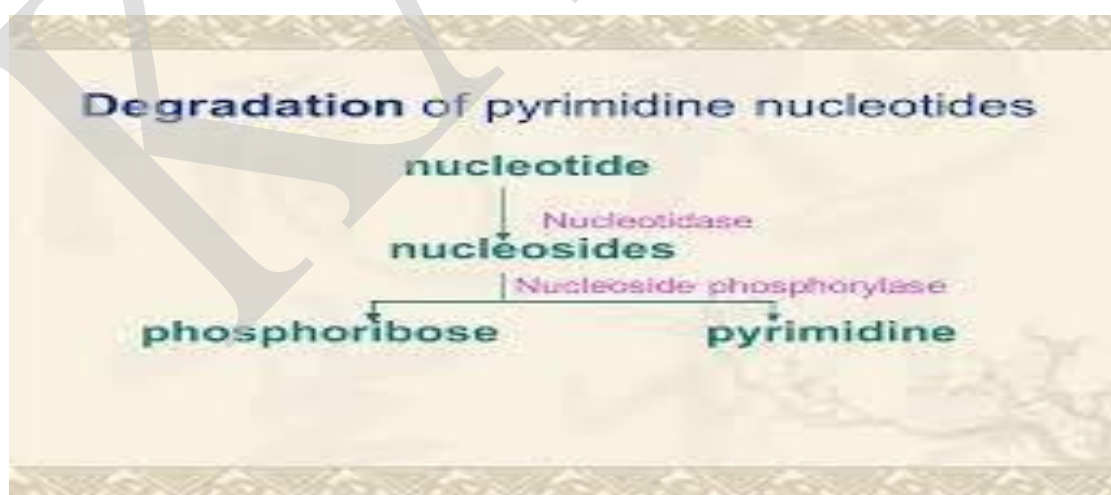 Degradation of pyrimidine nucleotides
nucleotide
Nucleotidase
nucleosides
Nucleoside phosphorylase
phosphoribose pyrimidine